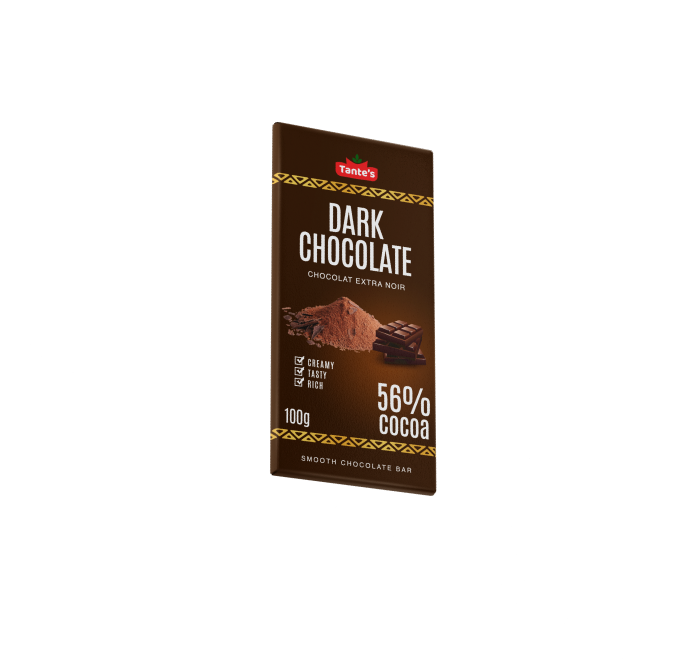 Tante's
DARK
CHOCOLATE
CHOCOLAT EXTRA NOIR
CREAMY
TASTY
RICH
56%
100g
cocoa
SMOOTH CHOCOLATE BAR